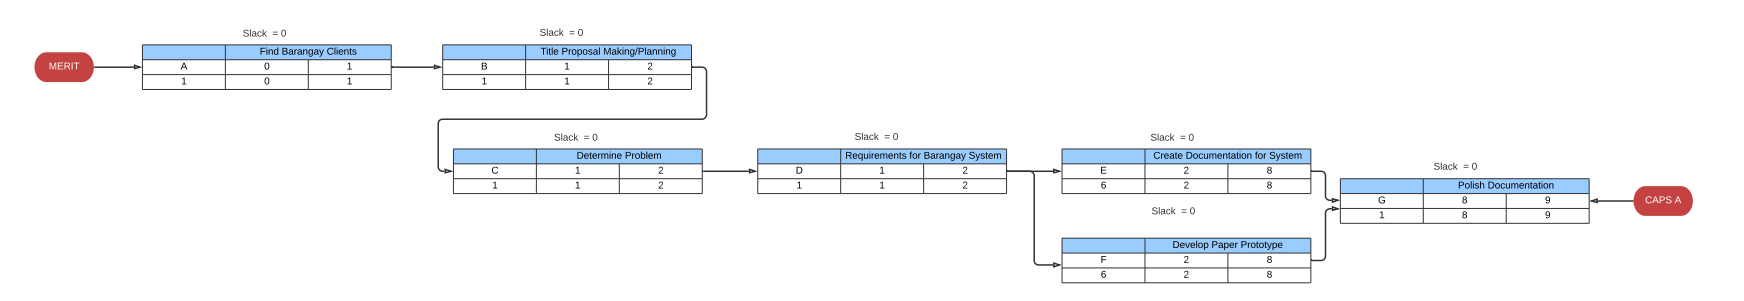 Slack = 0
Slack = 0
MERIT
Find Barangay Clients
A 0 1
1 0 1
Title Proposal Making/Planning
B 1 2
1 1 2
Slack = 0
Slack = 0
Slack = 0
Determine Problem
C 1 2
1 1 2
Requirements for Barangay System
D 1 2
1 1 2
Create Documentation for System
E 2 8
6 2 8
Slack = 0
Slack = 0
Develop Paper Prototype
F 2 8
6 2 8
Polish Documentation
G 8 9
1 8 9
CAPS A